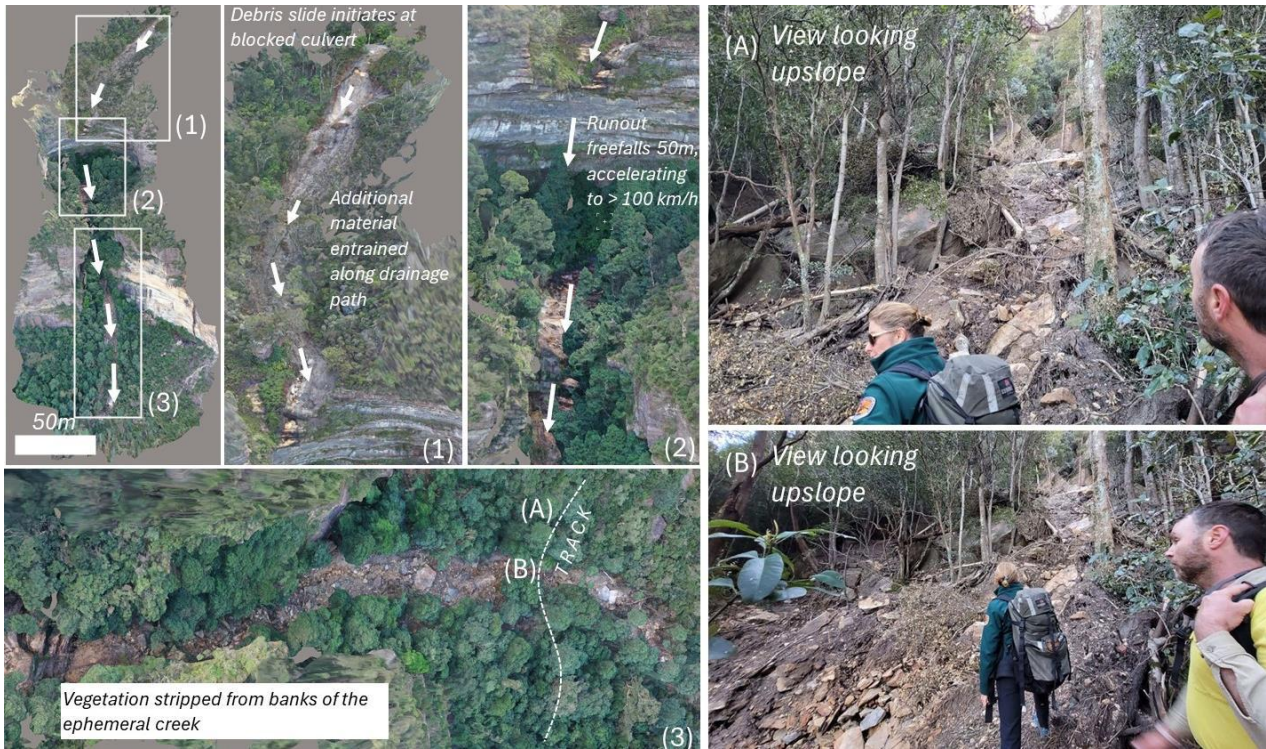 (1)
(2)
(3)
50m
Debris slide initiates at
blocked culvert
Additional
material
entrained
along drainage
path
(1)
Runout
freefalls 50m,
accelerating
to > 100 km/h
(2)
(A)
(B)
TRACK
Vegetation stripped from banks of the
ephemeral creek
(3)
(A) View looking
upslope
(B) View looking
upslope